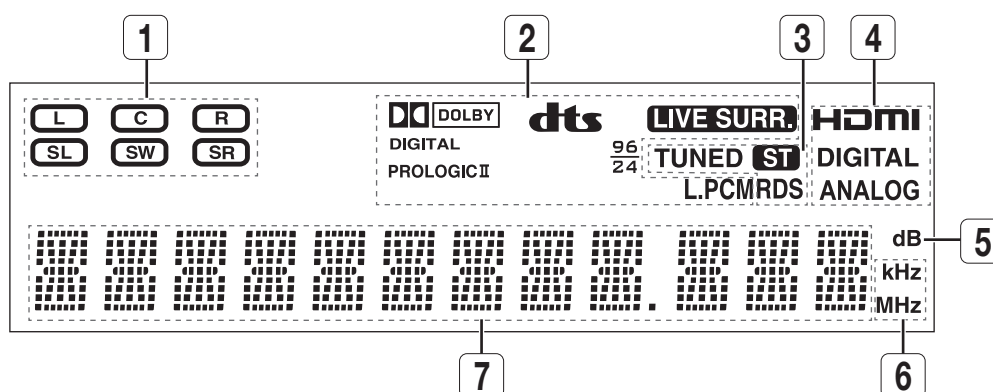 1 2 3 4
L C R
SL SW SR
DOLBY dts LIVE SURR. HDMI
DIGITAL 96/24 TUNED ST DIGITAL
PROLOGIC II L.PCM RDS ANALOG
dB 5
kHz
MHz
7 6